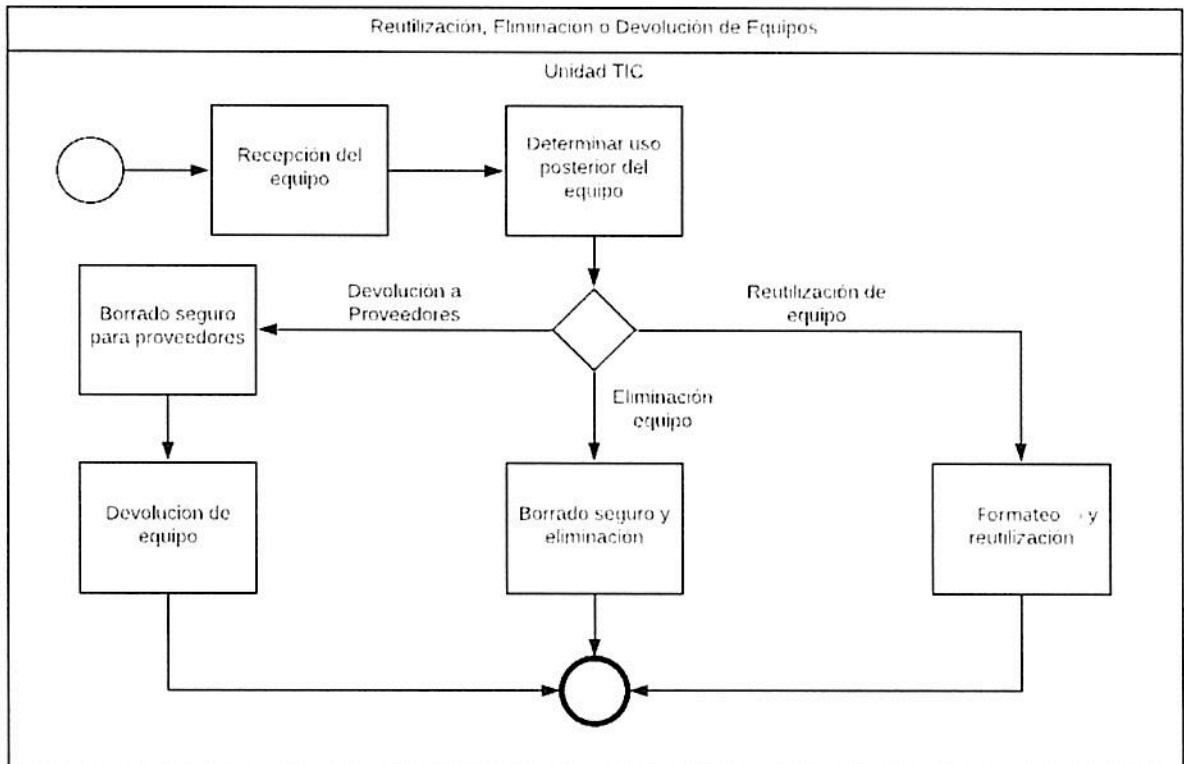 Reutilización, Eliminacion o Devolución de Equipos
Unidad TIC
Recepción del
equipo
Determinar uso
posterior del
equipo
Devolución a
Proveedores
Reutilización de
equipo
Borrado seguro
para proveedores
Eliminación
equipo
Devolucion de
equipo
Borrado seguro y
eliminación
Formateo y
reutilización